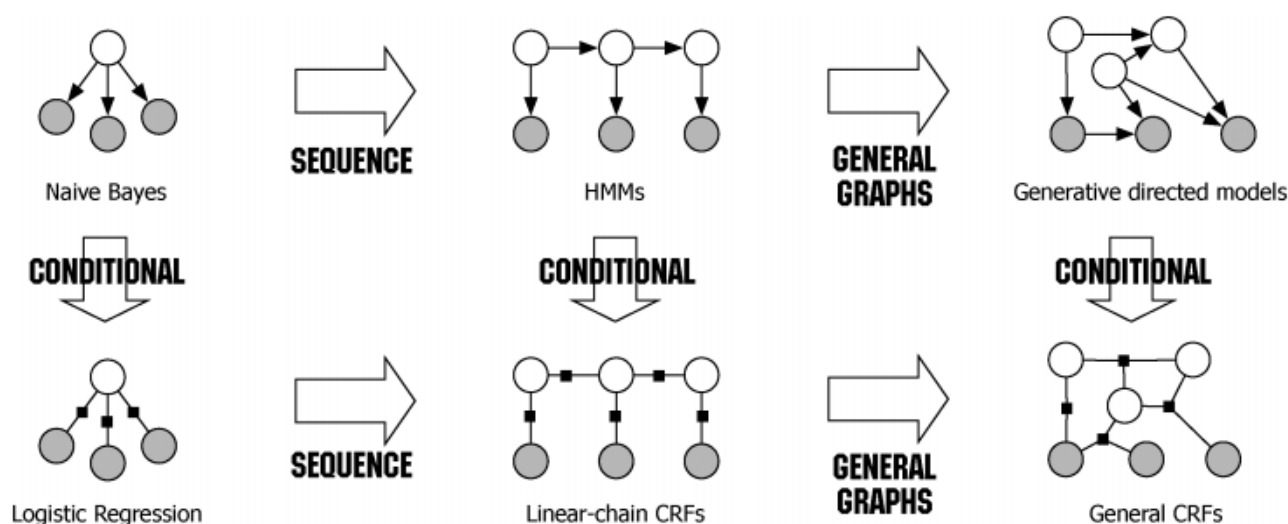 SEQUENCE
GENERAL
GRAPHS
Naive Bayes
HMMs
Generative directed models
CONDITIONAL
CONDITIONAL
CONDITIONAL
SEQUENCE
GENERAL
GRAPHS
Logistic Regression
Linear-chain CRFs
General CRFs